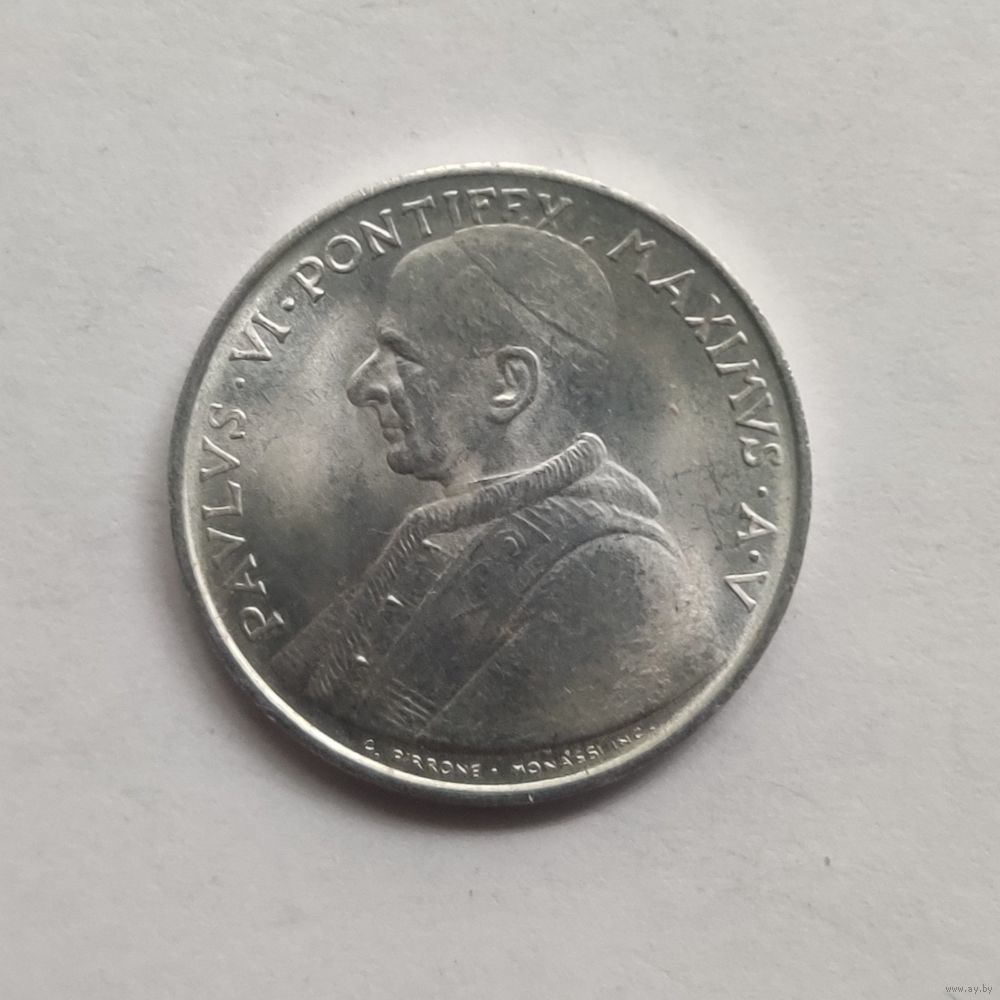 PAVLVS · VI · PONTIFEX · MAXIMVS · A · V
C. PIRRONE · MONASSI INC.
www.ay.by